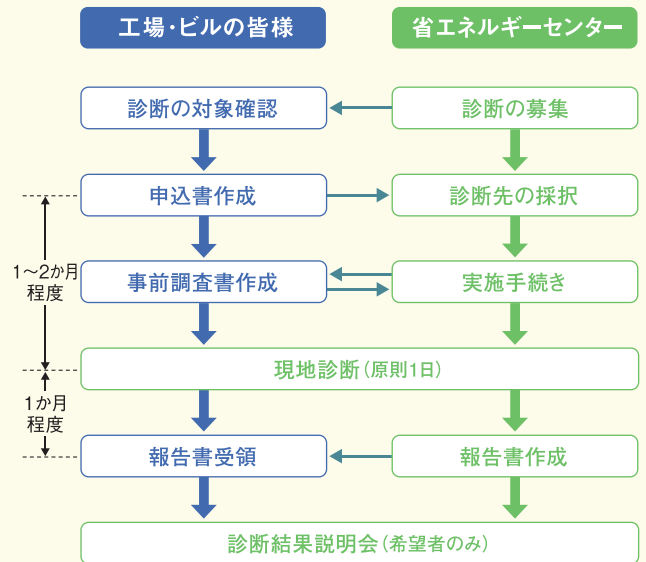 工場・ビルの皆様
省エネルギーセンター
診断の対象確認
診断の募集
申込書作成
診断先の採択
1〜2か月
程度
事前調査書作成
実施手続き
現地診断(原則1日)
1か月
程度
報告書受領
報告書作成
診断結果説明会(希望者のみ)